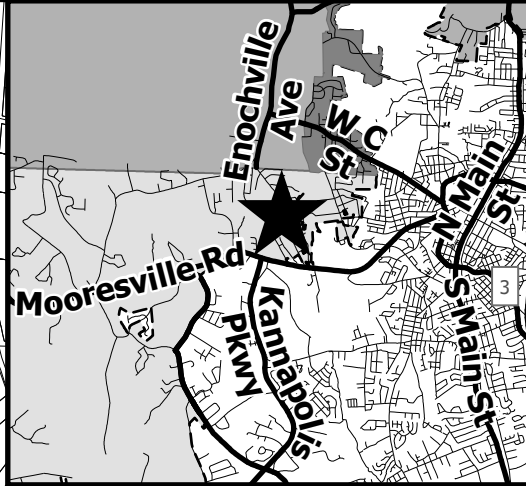 Enochville
Ave
W C
St
N Main
St
Mooresville Rd
3
Kannapolis
Pkwy
S Main St